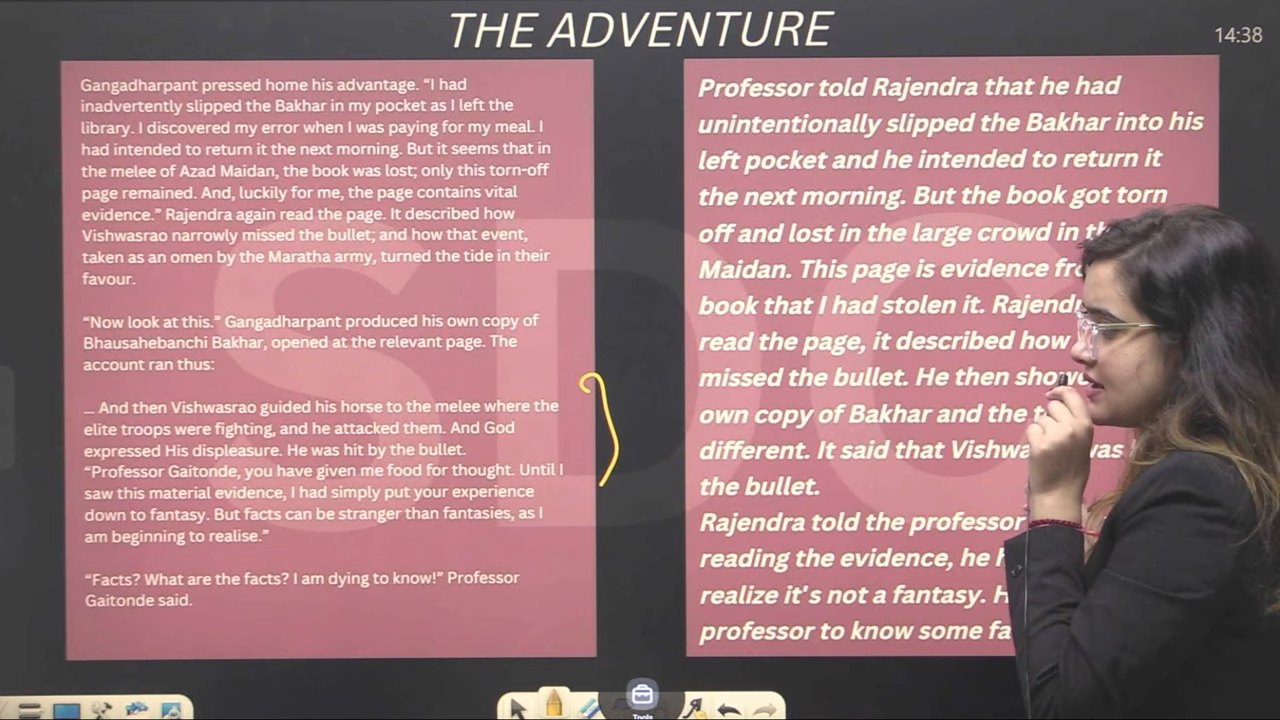 THE ADVENTURE
14:38
Gangadharpant pressed home his advantage. “I had
inadvertently slipped the Bakhar in my pocket as I left the
library. I discovered my error when I was paying for my meal. I
had intended to return it the next morning. But it seems that in
the melee of Azad Maidan, the book was lost; only this torn-off
page remained. And, luckily for me, the page contains vital
evidence.” Rajendra again read the page. It described how
Vishwasrao narrowly missed the bullet; and how that event,
taken as an omen by the Maratha army, turned the tide in their
favour.
“Now look at this.” Gangadharpant produced his own copy of
Bhausahebanchi Bakhar, opened at the relevant page. The
account ran thus:
... And then Vishwasrao guided his horse to the melee where the
elite troops were fighting, and he attacked them. And God
expressed His displeasure. He was hit by the bullet.
“Professor Gaitonde, you have given me food for thought. Until I
saw this material evidence, I had simply put your experience
down to fantasy. But facts can be stranger than fantasies, as I
am beginning to realise.”
“Facts? What are the facts? I am dying to know!” Professor
Gaitonde said.
Professor told Rajendra that he had
unintentionally slipped the Bakhar into his
left pocket and he intended to return it
the next morning. But the book got torn
off and lost in the large crowd in
Maidan. This page is evidence
book that I had stolen it.
read the page, it described how
missed the bullet. He then
own copy of Bakhar and the
different. It said that was
the bullet.
Rajendra told the professor
reading the evidence, he
realize it's not a fantasy.
professor to know some
SDC
Tools